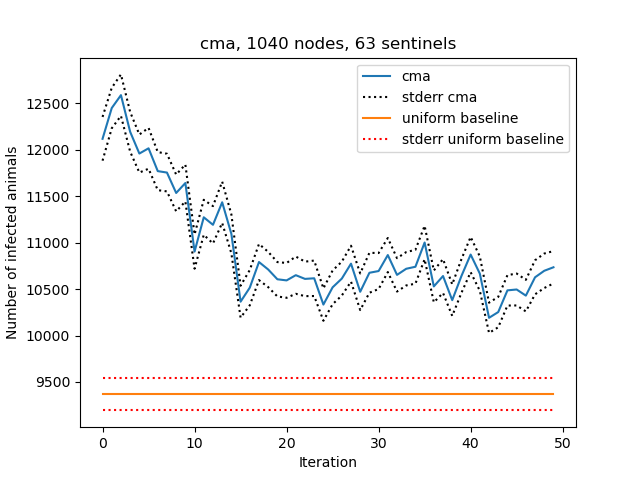 cma, 1040 nodes, 63 sentinels
cma
stderr cma
uniform baseline
stderr uniform baseline
Number of infected animals
12500
12000
11500
11000
10500
10000
9500
0 10 20 30 40 50
Iteration